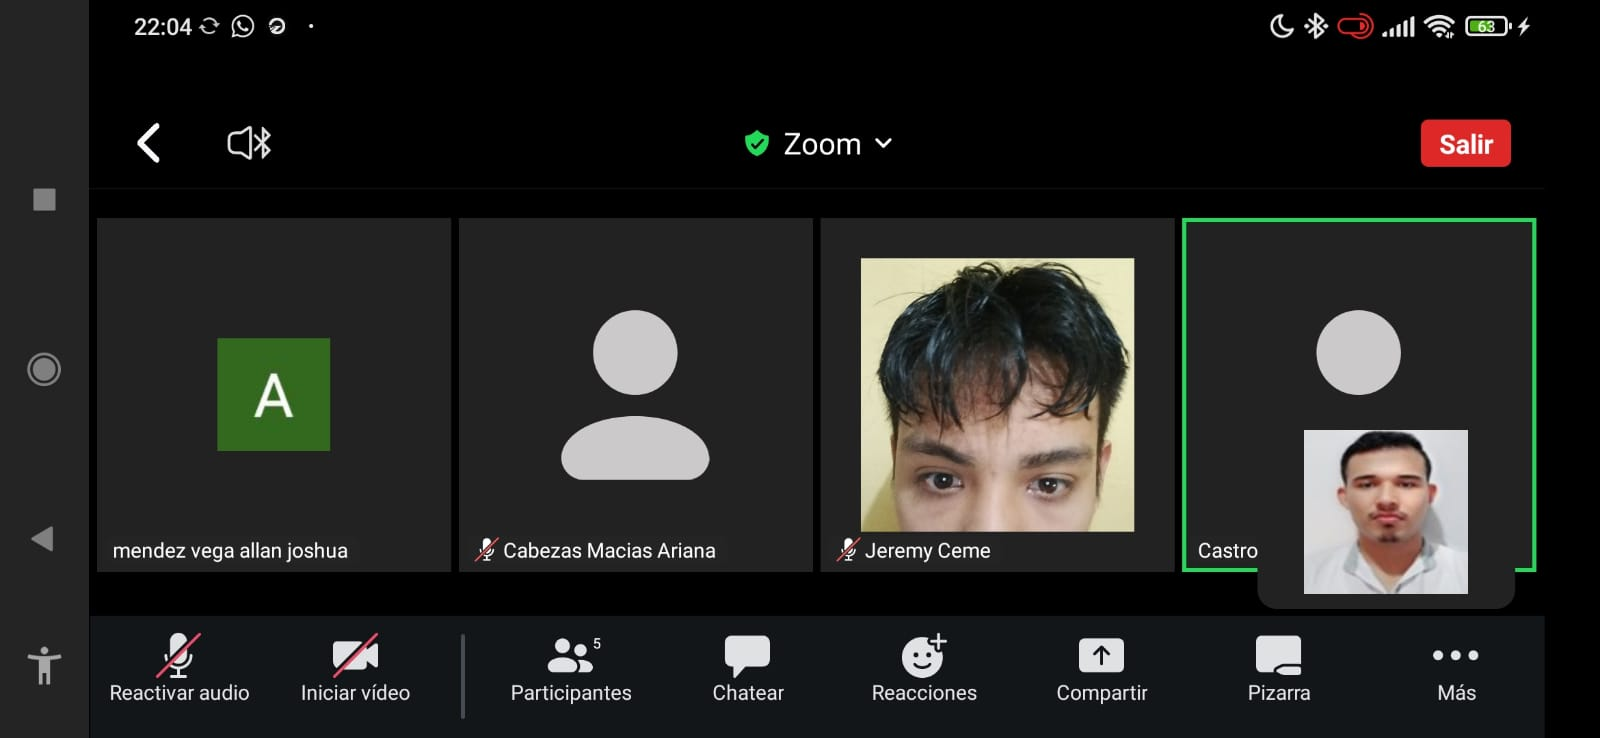 22:04
63
Zoom
Salir
A
mendez vega allan joshua
Cabezas Macias Ariana
Jeremy Ceme
Castro
Reactivar audio
Iniciar vídeo
5
Participantes
Chatear
Reacciones
Compartir
Pizarra
Más